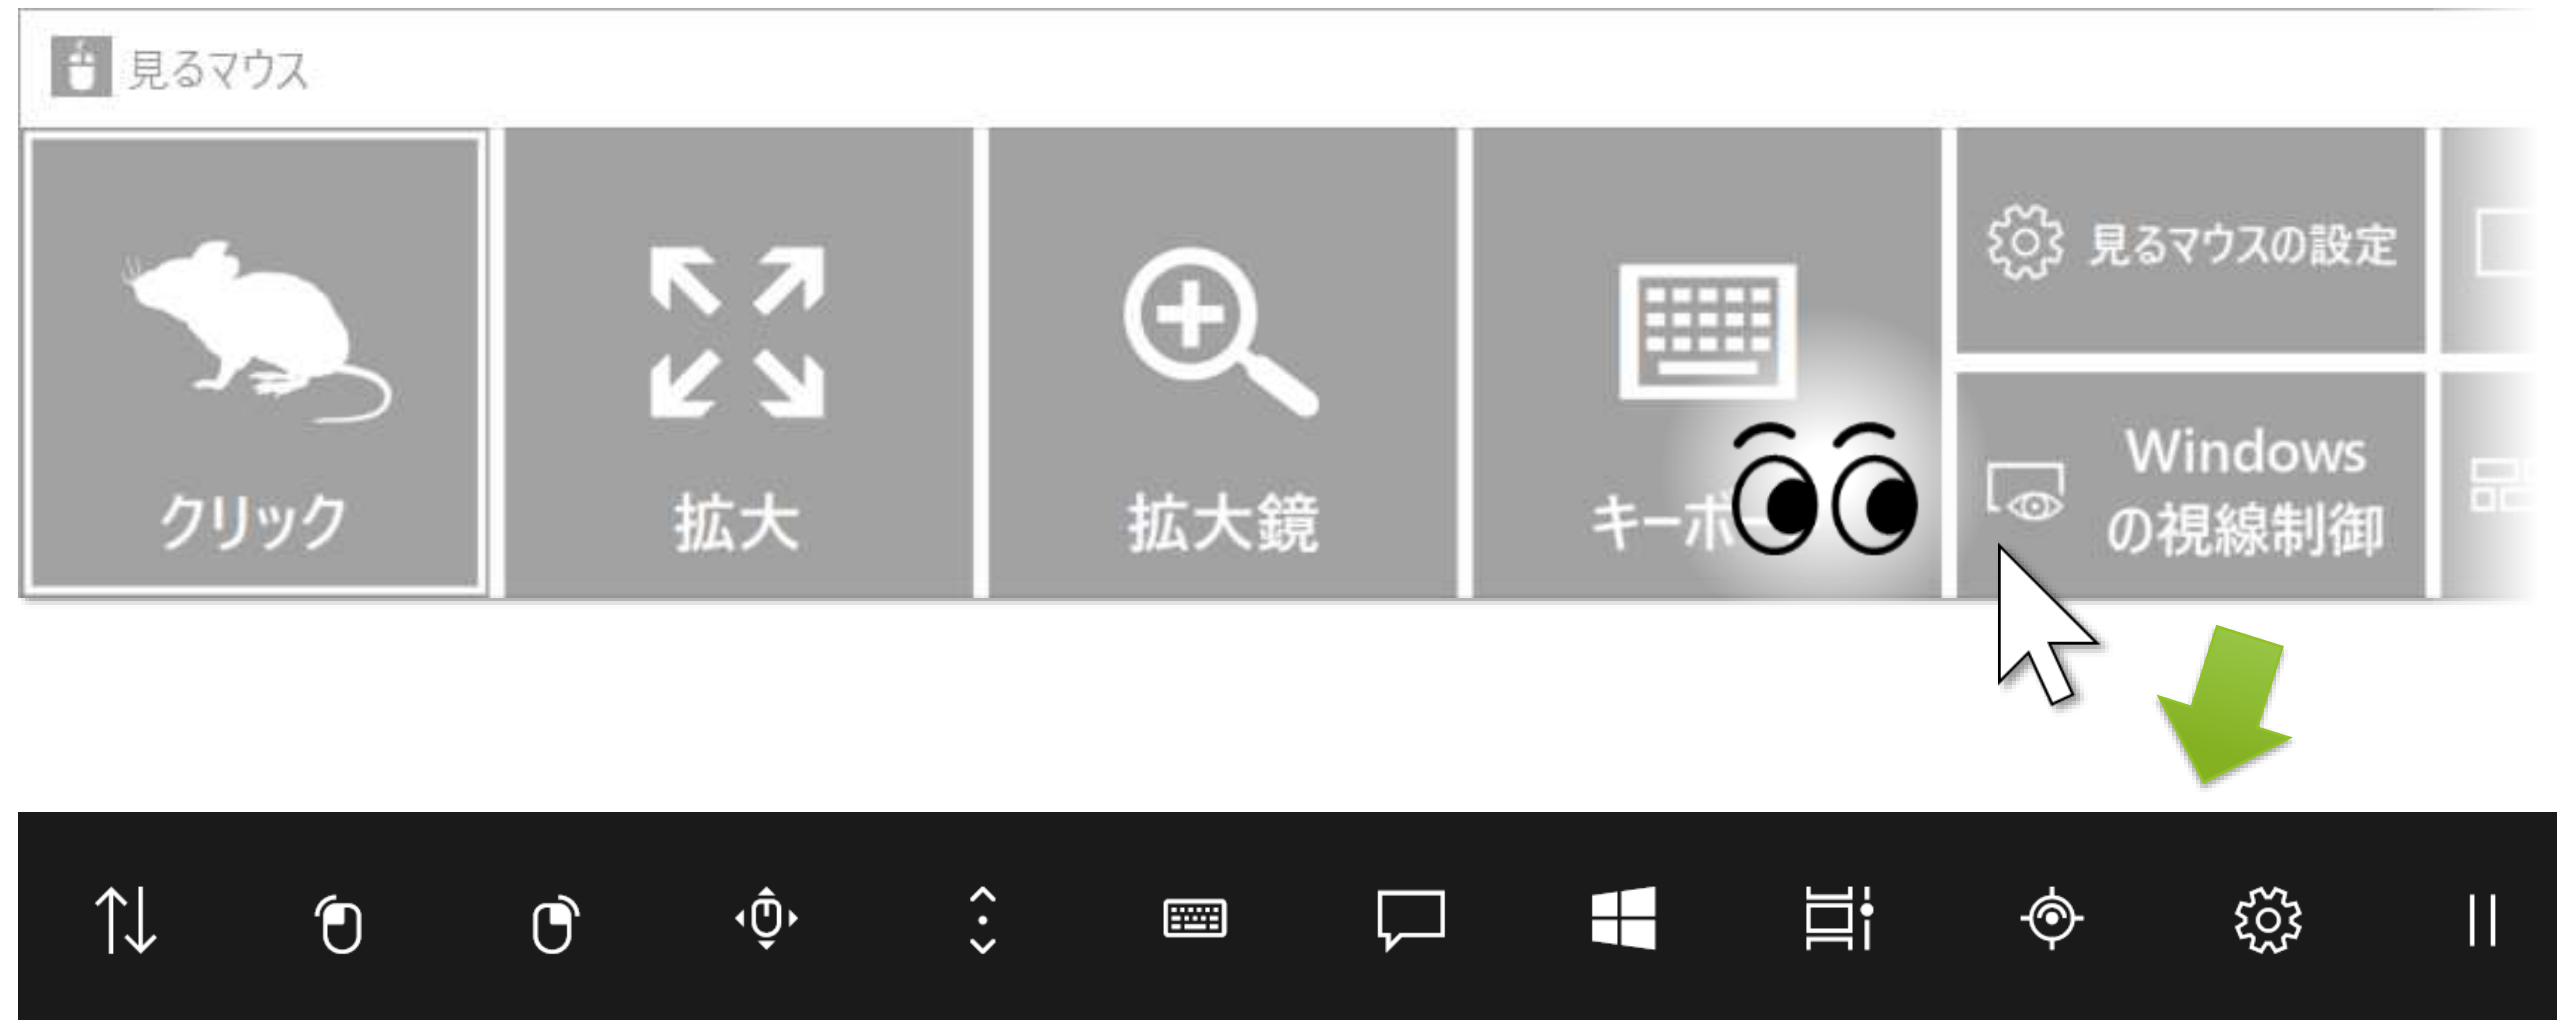 見るマウス
クリック
拡大
拡大鏡
キーボ
見るマウスの設定
Windows
の視線制御